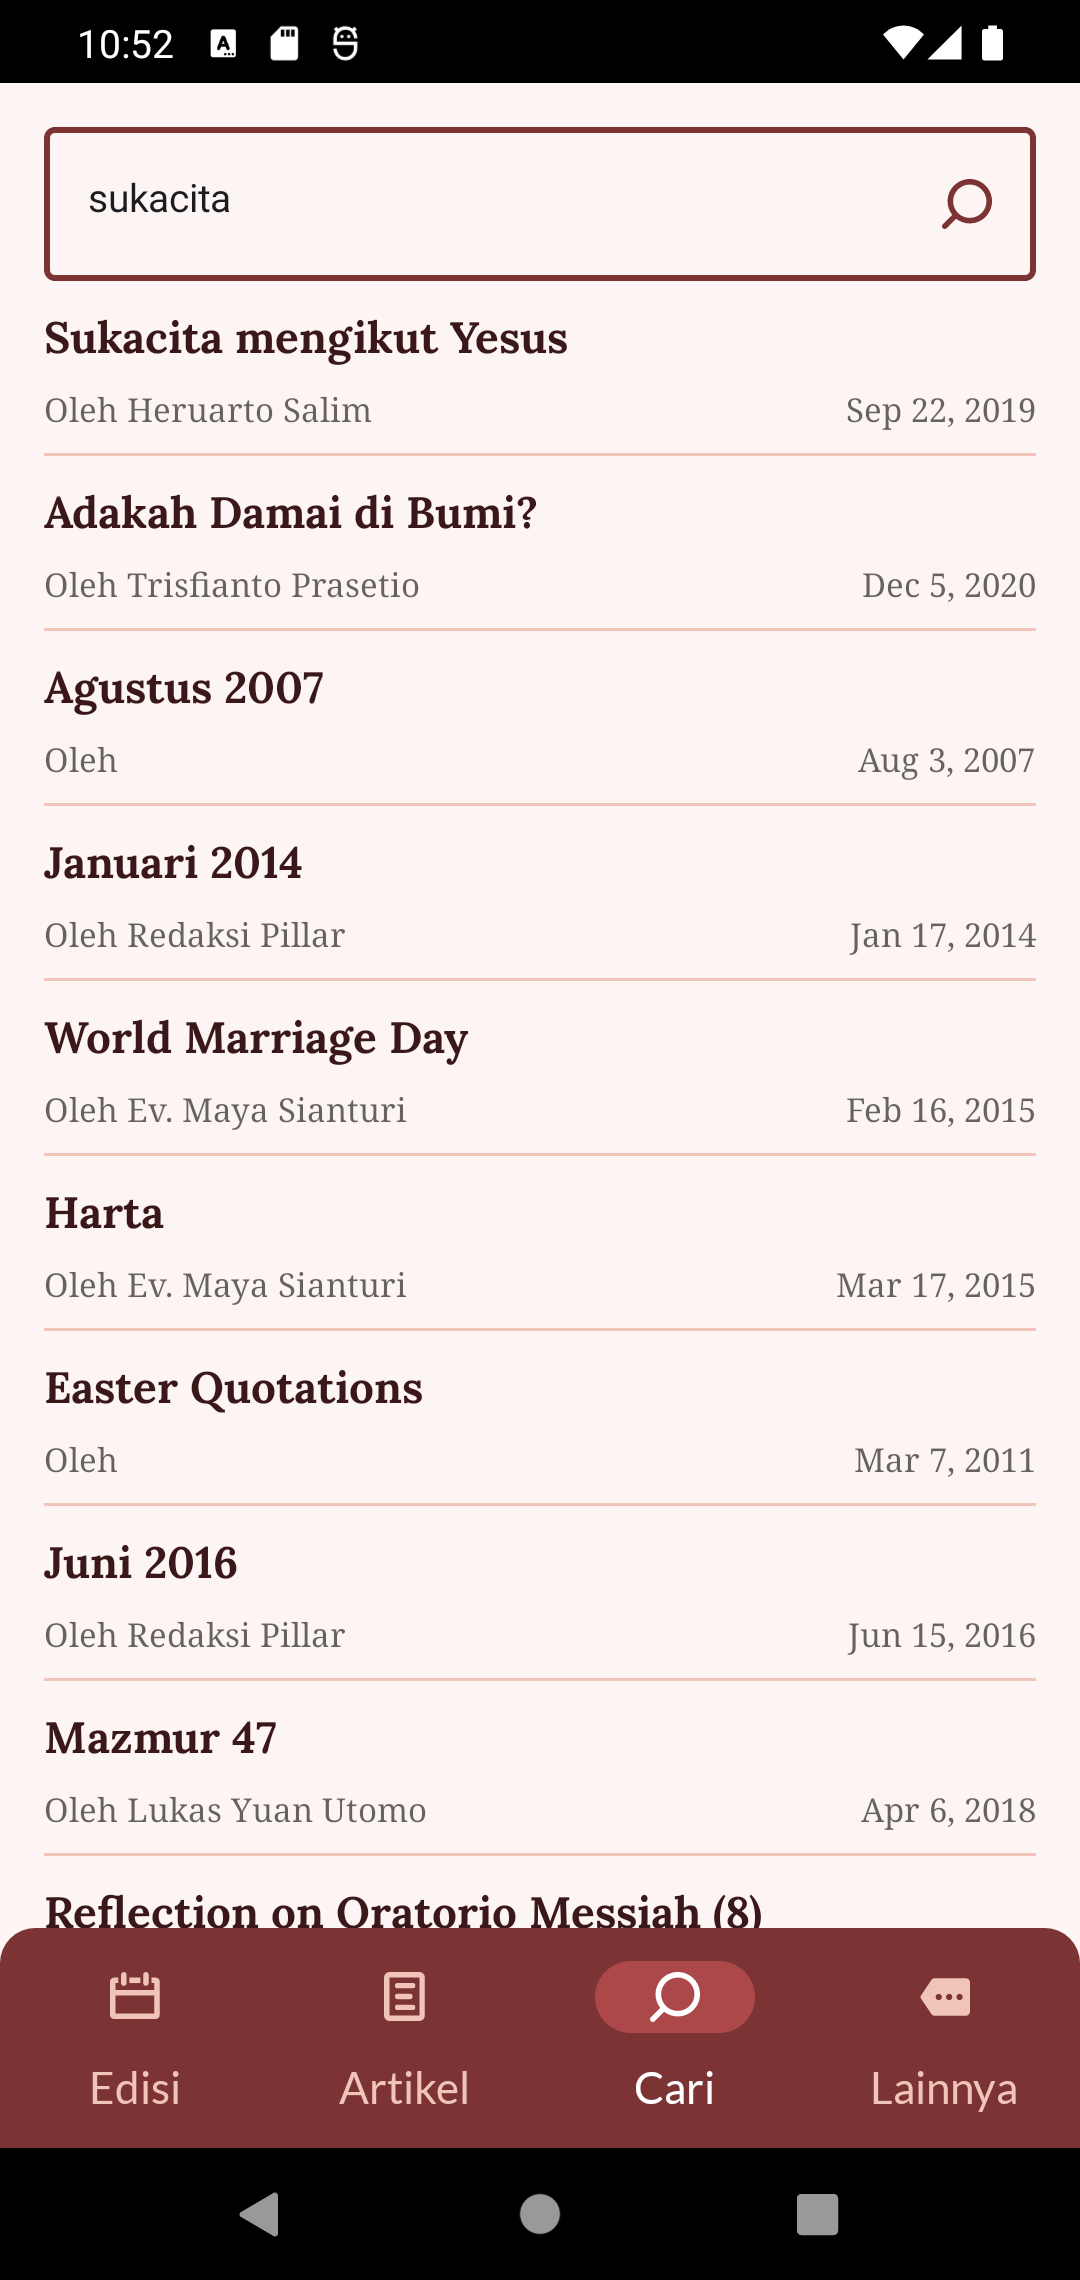 10:52
sukacita
Sukacita mengikut Yesus
Oleh Heruarto Salim Sep 22, 2019
Adakah Damai di Bumi?
Oleh Trisfianto Prasetio Dec 5, 2020
Agustus 2007
Oleh Aug 3, 2007
Januari 2014
Oleh Redaksi Pillar Jan 17, 2014
World Marriage Day
Oleh Ev. Maya Sianturi Feb 16, 2015
Harta
Oleh Ev. Maya Sianturi Mar 17, 2015
Easter Quotations
Oleh Mar 7, 2011
Juni 2016
Oleh Redaksi Pillar Jun 15, 2016
Mazmur 47
Oleh Lukas Yuan Utomo Apr 6, 2018
Reflection on Oratorio Messiah (8)
Edisi Artikel Cari Lainnya